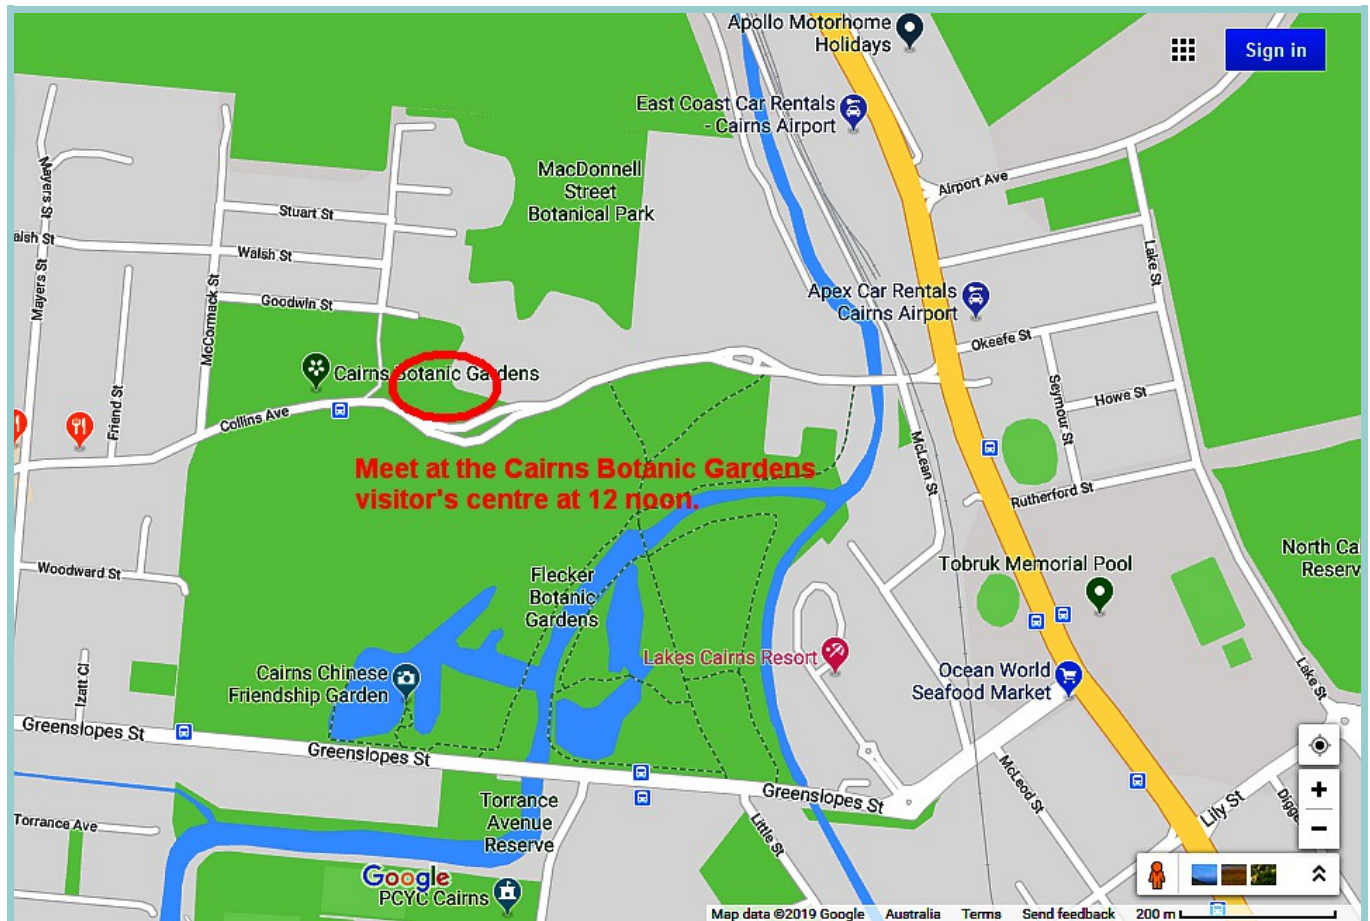 Apollo Motorhome
Holidays
Sign in
East Coast Car Rentals
- Cairns Airport
MacDonnell
Street
Botanical Park
Airport Ave
Mayers St
Stuart St
alsh St
Walsh St
Lake St
Mayers St
McCormack St
Goodwin St
Apex Car Rentals
Cairns Airport
Okeefe St
Cairns Botanic Gardens
Seymour St
Howe St
Friend St
Collins Ave
McLean St
Meet at the Cairns Botanic Gardens
visitor's centre at 12 noon.
Rutherford St
North Ca
Reserv
Tobruk Memorial Pool
Woodward St
Flecker
Botanic
Gardens
Lakes Cairns Resort
Ocean World
Seafood Market
Cairns Chinese
Friendship Garden
Izatt Cl
Lake St
Greenslopes St
Greenslopes St
Greenslopes St
McLeod St
Lily St
Digge
Torrance
Avenue
Reserve
Torrance Ave
Little St
Google
PCYC Cairns
Map data ©2019 Google Australia Terms Send feedback 200 m